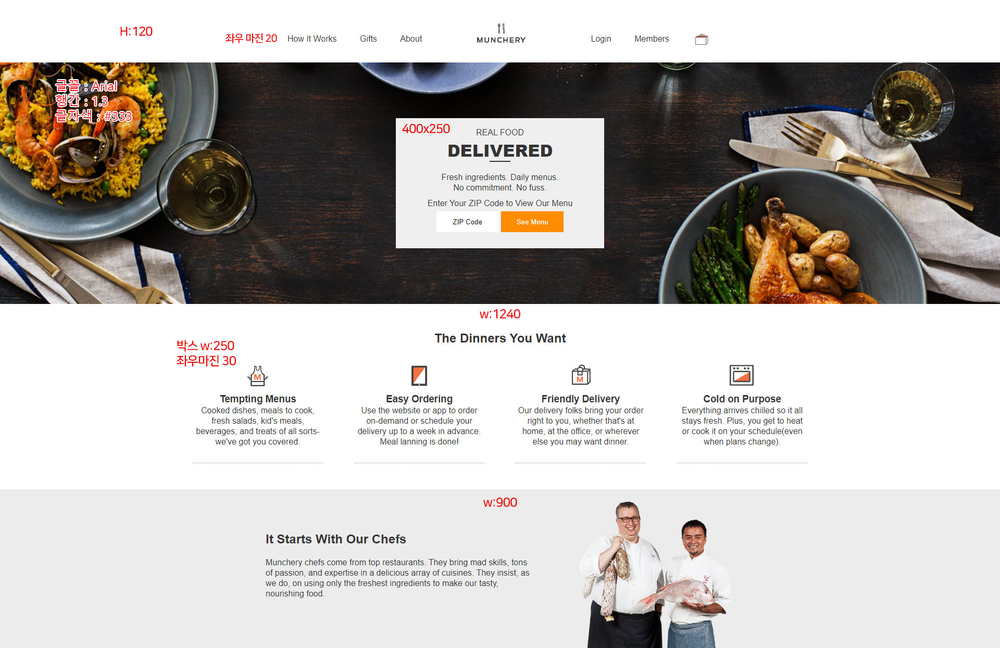 H:120
좌우 마진 20
How It Works
Gifts
About
MUNCHERY
Login
Members
글꼴 : Arial
행간 : 1.3
글자색 : #333
400x250
REAL FOOD
DELIVERED
Fresh ingredients. Daily menus.
No commitment. No fuss.
Enter Your ZIP Code to View Our Menu
ZIP Code
See Menu
w:1240
The Dinners You Want
박스 w:250
좌우마진 30
M
M
Tempting Menus
Cooked dishes, meals to cook,
fresh salads, kid's meals,
beverages, and treats of all sorts-
we've got you covered.
Easy Ordering
Use the website or app to order
on-demand or schedule your
delivery up to a week in advance.
Meal lanning is done!
Friendly Delivery
Our delivery folks bring your order
right to you, whether that's at
home, at the office, or wherever
else you may want dinner.
Cold on Purpose
Everything arrives chilled so it all
stays fresh. Plus, you get to heat
or cook it on your schedule(even
when plans change).
w:900
It Starts With Our Chefs
Munchery chefs come from top restaurants. They bring mad skills, tons
of passion, and expertise in a delicious array of cuisines. They insist, as
we do, on using only the freshest ingredients to make our tasty,
nourishing food.